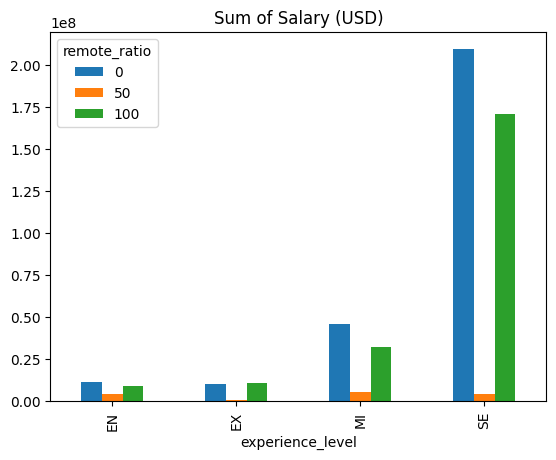 Sum of Salary (USD)
1e8
remote_ratio
0
50
100
2.00
1.75
1.50
1.25
1.00
0.75
0.50
0.25
0.00
EN
EX
MI
SE
experience_level